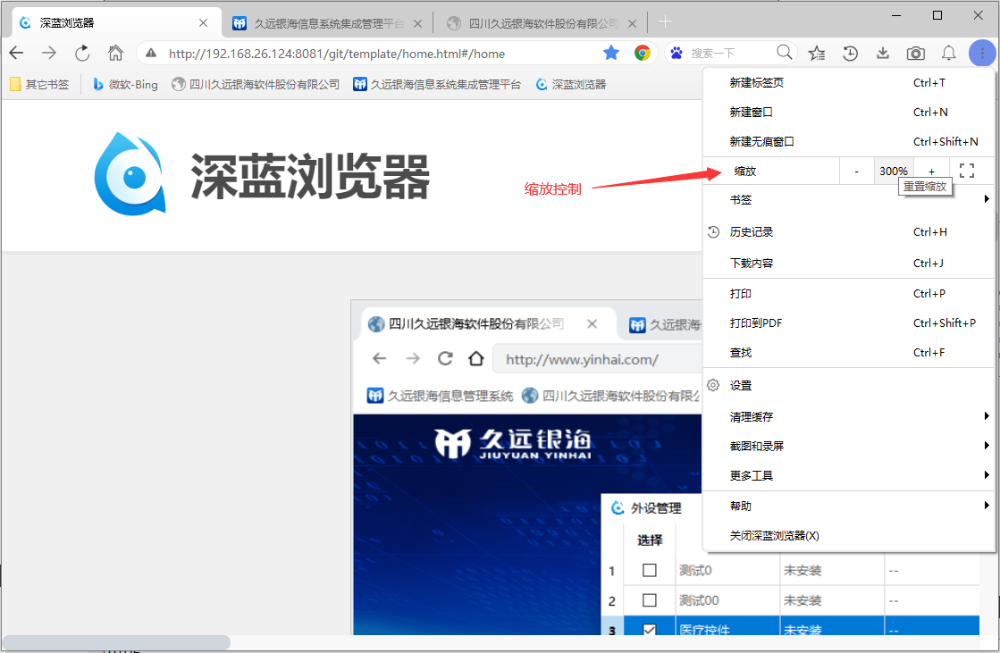 深蓝浏览器
久远银海信息系统集成管理平台
四川久远银海软件股份有限公司
http://192.168.26.124:8081/git/template/home.html#/home
搜索一下
其它书签
微软-Bing
四川久远银海软件股份有限公司
久远银海信息系统集成管理平台
深蓝浏览器
深蓝浏览器
缩放控制
新建标签页 Ctrl+T
新建窗口 Ctrl+N
新建无痕窗口 Ctrl+Shift+N
缩放 - 300% +
重置缩放
书签
历史记录 Ctrl+H
下载内容 Ctrl+J
打印 Ctrl+P
打印到PDF Ctrl+Shift+P
查找 Ctrl+F
设置
清理缓存
截图和录屏
更多工具
帮助
关闭深蓝浏览器(X)
四川久远银海软件股份有限公司
久远银海
http://www.yinhai.com/
久远银海信息管理系统
四川久远银海软件股份有限
久远银海
JIUYUAN YINHAI
外设管理
选择
1 测试0 未安装 --
2 测试00 未安装 --
3 医疗控件 未安装 --